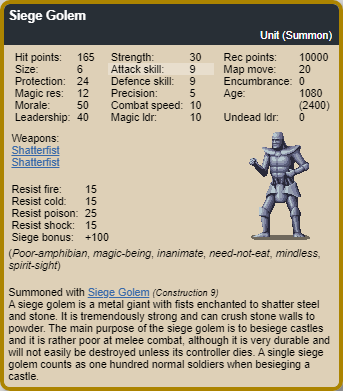 Siege Golem
Unit (Summon)
Hit points: 165 Strength: 30 Rec points: 10000
Size: 6 Attack skill: 9 Map move: 20
Protection: 24 Defence skill: 9 Encumbrance: 0
Magic res: 12 Precision: 5 Age: 1080
Morale: 50 Combat speed: 10 (2400)
Leadership: 40 Magic ldr: 10 Undead ldr: 0
Weapons:
Shatterfist
Shatterfist
Resist fire: 15
Resist cold: 15
Resist poison: 25
Resist shock: 15
Siege bonus: +100
(Poor-amphibian, magic-being, inanimate, need-not-eat, mindless,
spirit-sight)
Summoned with Siege Golem (Construction 9)
A siege golem is a metal giant with fists enchanted to shatter steel
and stone. It is tremendously strong and can crush stone walls to
powder. The main purpose of the siege golem is to besiege castles
and it is rather poor at melee combat, although it is very durable and
will not easily be destroyed unless its controller dies. A single siege
golem counts as one hundred normal soldiers when besieging a
castle.